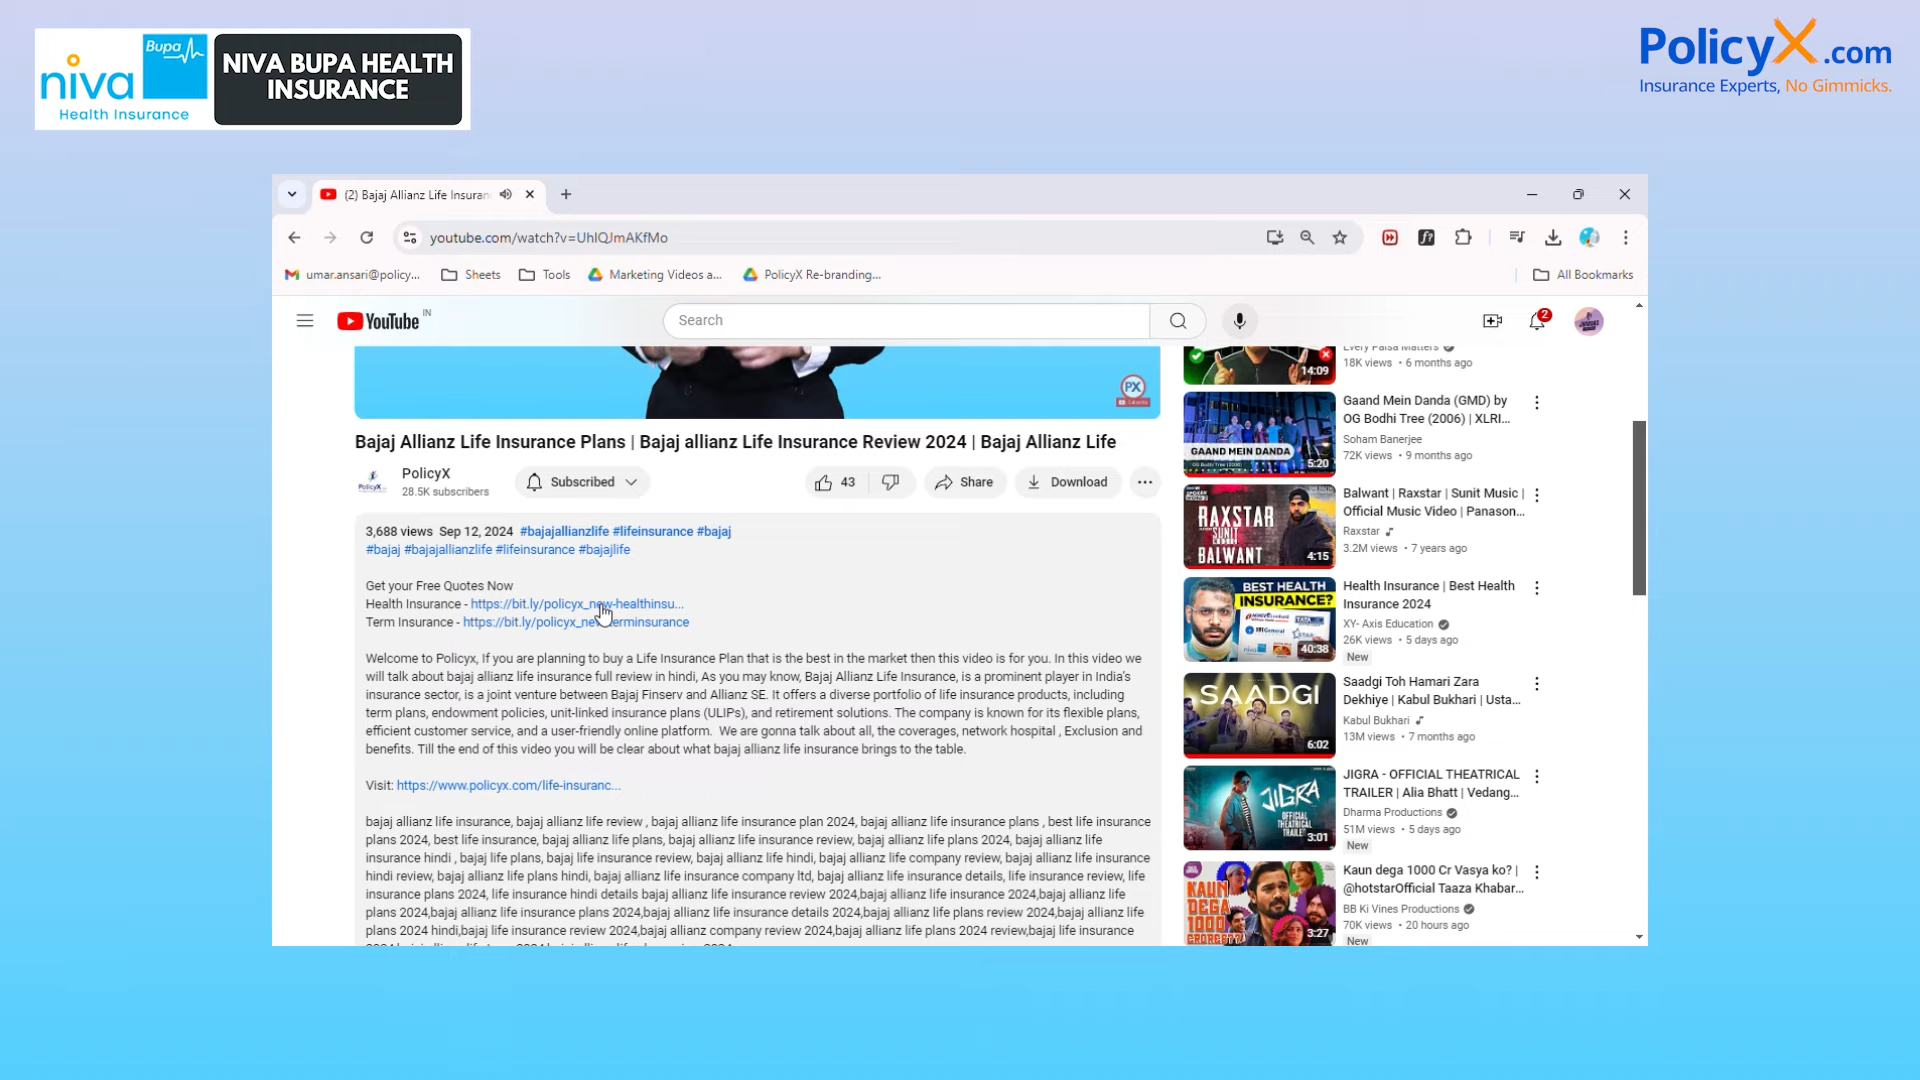 niva
Bupa
Health Insurance
NIVA BUPA HEALTH
INSURANCE
PolicyX.com
Insurance Experts, No Gimmicks.
(2) Bajaj Allianz Life Insuran
youtube.com/watch?v=UhIQJmAKfMo
umar.ansari@policy...
Sheets
Tools
Marketing Videos a...
PolicyX Re-branding...
All Bookmarks
YouTube IN
Search
2
PX
Bajaj Allianz Life Insurance Plans | Bajaj allianz Life Insurance Review 2024 | Bajaj Allianz Life
PolicyX
28.5K subscribers
Subscribed
43
Share
Download
3,688 views Sep 12, 2024 #bajajallianzlife #lifeinsurance #bajaj
#bajaj #bajajallianzlife #lifeinsurance #bajajlife
Get your Free Quotes Now
Health Insurance - https://bit.ly/policyx_new-healthinsu...
Term Insurance - https://bit.ly/policyx_new-terminsurance
Welcome to Policyx, If you are planning to buy a Life Insurance Plan that is the best in the market then this video is for you. In this video we
will talk about bajaj allianz life insurance full review in hindi, As you may know, Bajaj Allianz Life Insurance, is a prominent player in India's
insurance sector, is a joint venture between Bajaj Finserv and Allianz SE. It offers a diverse portfolio of life insurance products, including
term plans, endowment policies, unit-linked insurance plans (ULIPs), and retirement solutions. The company is known for its flexible plans,
efficient customer service, and a user-friendly online platform. We are gonna talk about all, the coverages, network hospital , Exclusion and
benefits. Till the end of this video you will be clear about what bajaj allianz life insurance brings to the table.
Visit: https://www.policyx.com/life-insuranc...
bajaj allianz life insurance, bajaj allianz life review , bajaj allianz life insurance plan 2024, bajaj allianz life insurance plans , best life insurance
plans 2024, best life insurance, bajaj allianz life plans, bajaj allianz life insurance review, bajaj allianz life plans 2024, bajaj allianz life
insurance hindi , bajaj life plans, bajaj life insurance review, bajaj allianz life hindi, bajaj allianz life company review, bajaj allianz life insurance
hindi review, bajaj allianz life plans hindi, bajaj allianz life insurance company ltd, bajaj allianz life insurance details, life insurance review, life
insurance plans 2024, life insurance hindi details bajaj allianz life insurance review 2024,bajaj allianz life insurance 2024,bajaj allianz life
plans 2024,bajaj allianz life insurance plans 2024,bajaj allianz life insurance details 2024,bajaj allianz life plans review 2024,bajaj allianz life
plans 2024 hindi,bajaj life insurance review 2024,bajaj allianz company review 2024,bajaj allianz life plans 2024 review,bajaj life insurance
14:09
Every Paisa Matters
18K views • 6 months ago
GAAND MEIN DANDA
5:20
Gaand Mein Danda (GMD) by
OG Bodhi Tree (2006) | XLRI...
Soham Banerjee
72K views • 9 months ago
RAXSTAR
SUNIT
MUSIC
BALWANT
4:15
Balwant | Raxstar | Sunit Music |
Official Music Video | Panason...
Raxstar
3.2M views • 7 years ago
BEST HEALTH
INSURANCE?
40:38
Health Insurance | Best Health
Insurance 2024
XY- Axis Education
26K views • 5 days ago
New
SAADGI
6:02
Saadgi Toh Hamari Zara
Dekhiye | Kabul Bukhari | Usta...
Kabul Bukhari
13M views • 7 months ago
JIGRA
OFFICIAL
THEATRICAL
TRAILER
3:01
JIGRA - OFFICIAL THEATRICAL
TRAILER | Alia Bhatt | Vedang...
Dharma Productions
51M views • 5 days ago
New
KAUN
DEGA
1000
3:27
Kaun dega 1000 Cr Vasya ko? |
@hotstarOfficial Taaza Khabar...
BB Ki Vines Productions
70K views • 20 hours ago
New